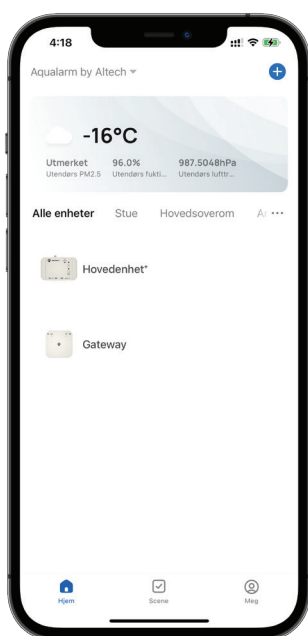 4:18
Aqualarm by Altech
-16°C
Utmerket 96.0% 987.5048hPa
Utendørs PM2.5 Utendørs fukti... Utendørs lufttr...
Alle enheter Stue Hovedsoverom
Hovedenhet+
Gateway
Hjem Scene Meg